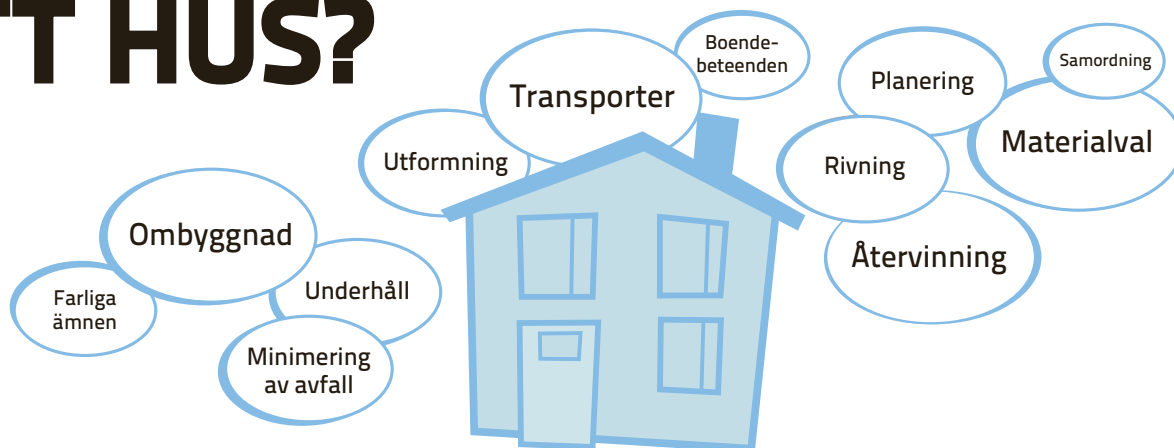 T HUS?
Boende-
beteenden
Transporter
Utformning
Planering
Samordning
Materialval
Rivning
Återvinning
Ombyggnad
Farliga
ämnen
Underhåll
Minimering
av avfall